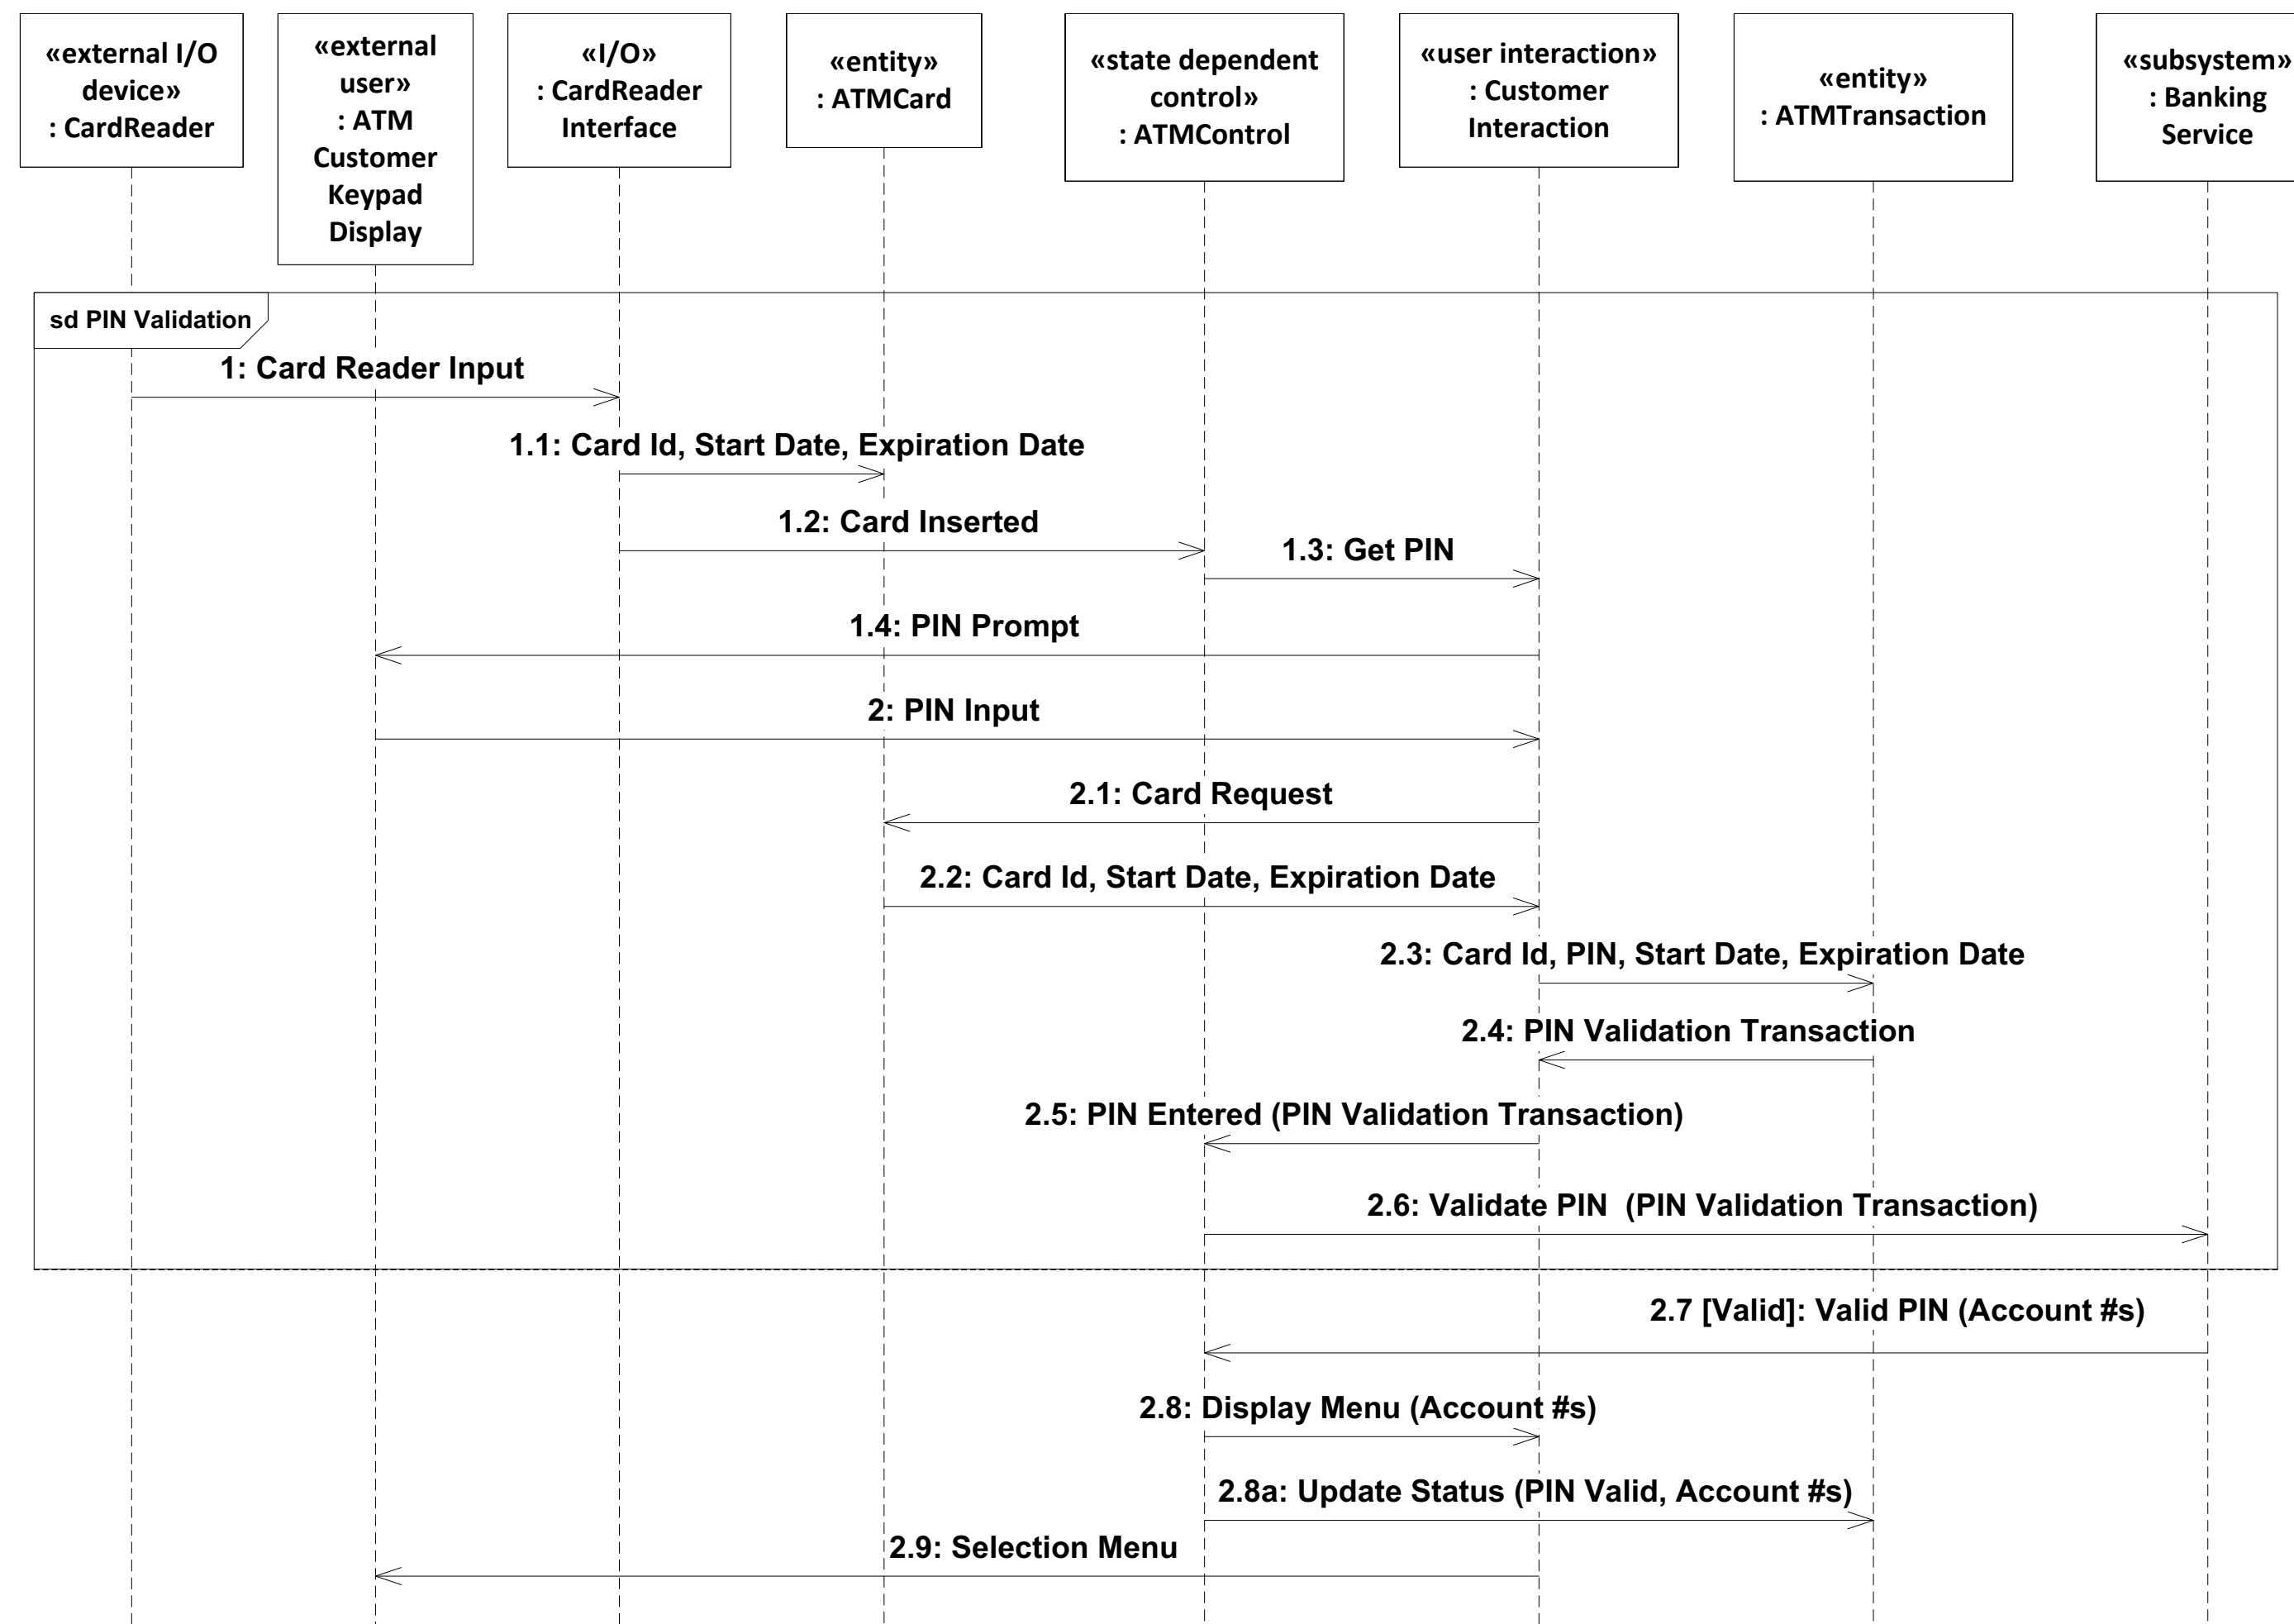 «external I/O
device»
: CardReader
«external
user»
: ATM
Customer
Keypad
Display
«I/O»
: CardReader
Interface
«entity»
: ATMCard
«state dependent
control»
: ATMControl
«user interaction»
: Customer
Interaction
«entity»
: ATMTransaction
«subsystem»
: Banking
Service
sd PIN Validation
1: Card Reader Input
1.1: Card Id, Start Date, Expiration Date
1.2: Card Inserted
1.3: Get PIN
1.4: PIN Prompt
2: PIN Input
2.1: Card Request
2.2: Card Id, Start Date, Expiration Date
2.3: Card Id, PIN, Start Date, Expiration Date
2.4: PIN Validation Transaction
2.5: PIN Entered (PIN Validation Transaction)
2.6: Validate PIN  (PIN Validation Transaction)
2.7 [Valid]: Valid PIN (Account #s)
2.8: Display Menu (Account #s)
2.8a: Update Status (PIN Valid, Account #s)
2.9: Selection Menu